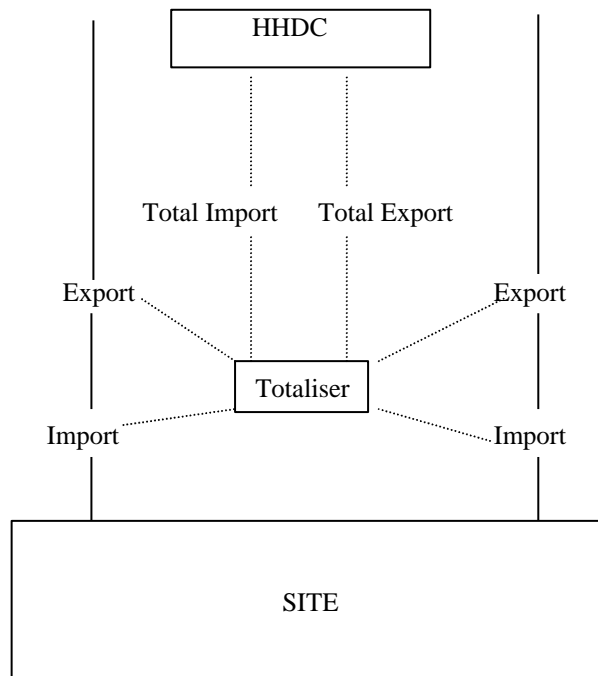 HHDC
Total Import Total Export
Export Export
Totaliser
Import Import
SITE